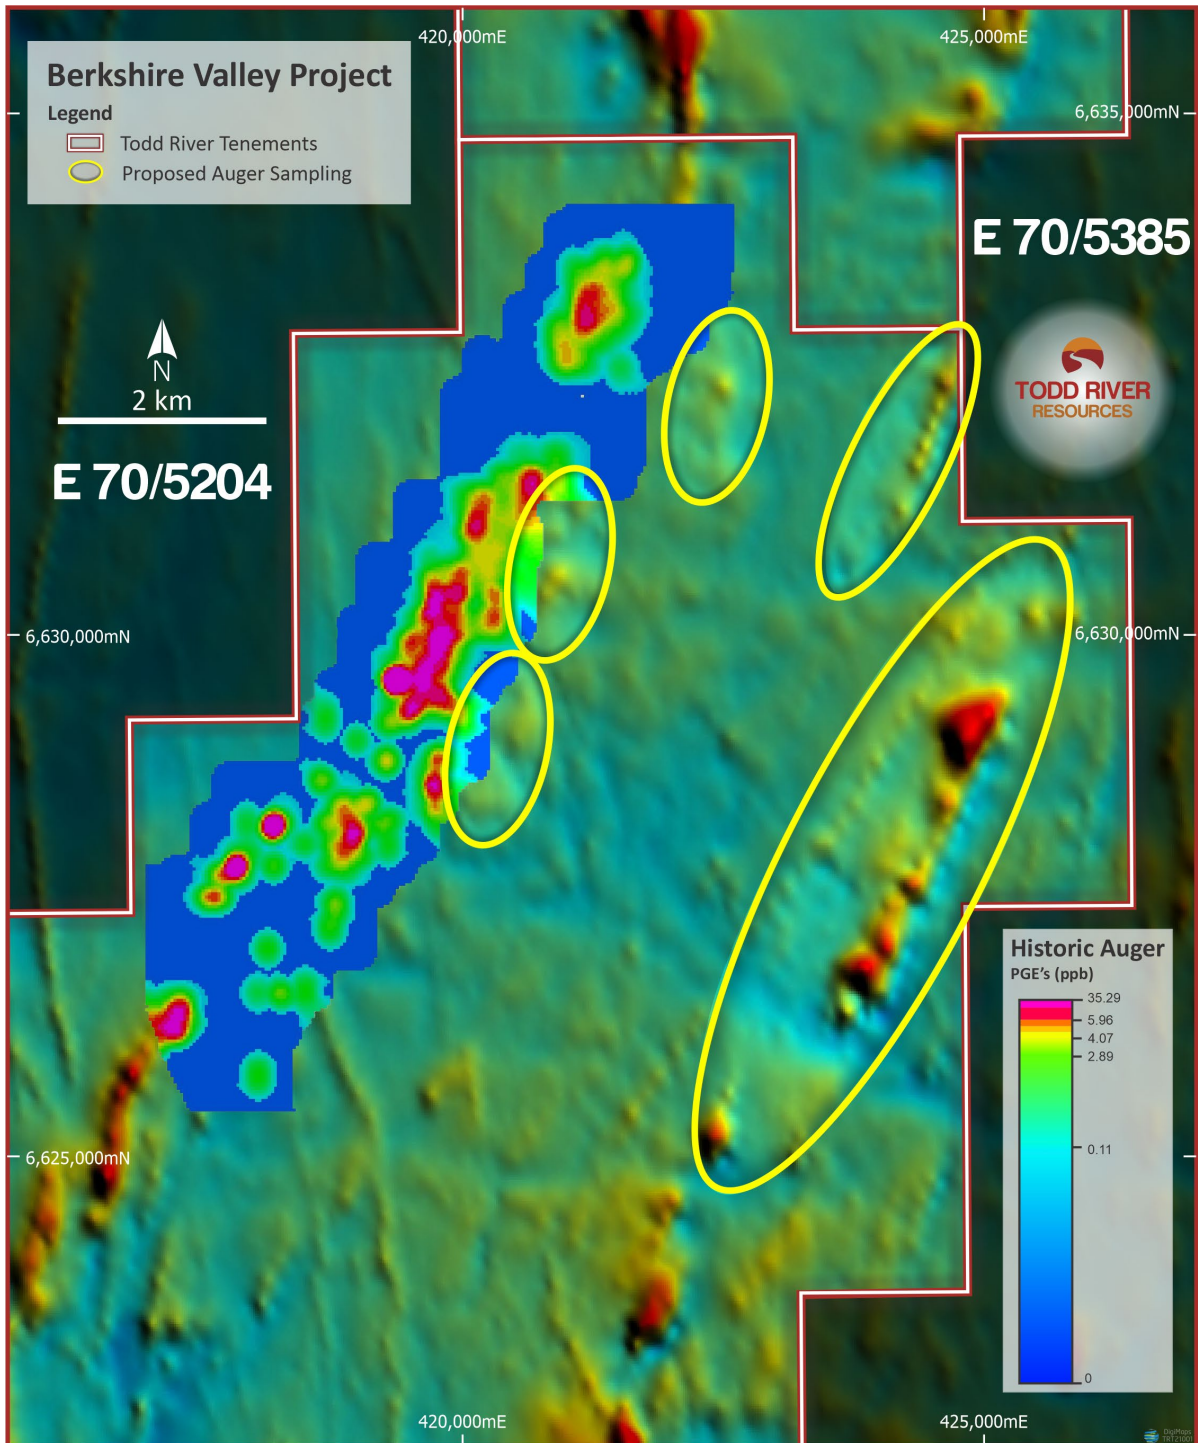 420,000mE
425,000mE
Berkshire Valley Project
Legend
Todd River Tenements
Proposed Auger Sampling
6,635,000mN
E 70/5385
N
2 km
TODD RIVER
RESOURCES
E 70/5204
6,630,000mN
6,630,000mN
Historic Auger
PGE's (ppb)
35.29
5.96
4.07
2.89
0.11
0
6,625,000mN
420,000mE
425,000mE
DigiMaps
TRT21001